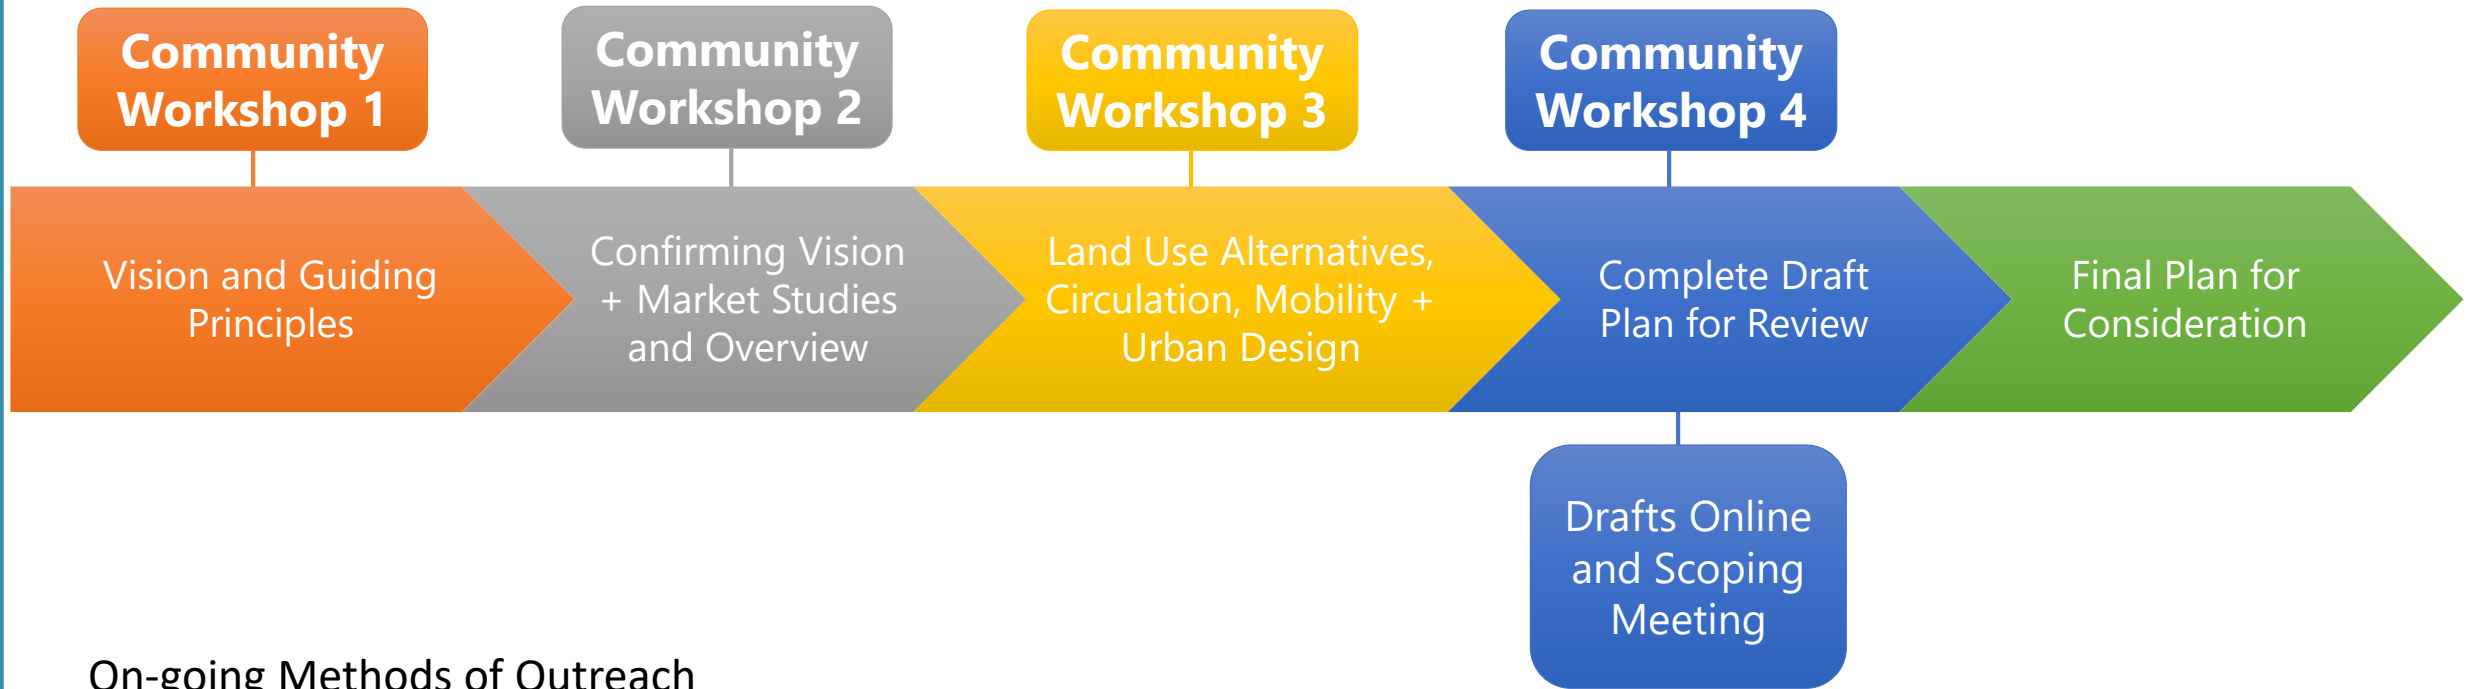 Community
Workshop 1
Community
Workshop 2
Community
Workshop 3
Community
Workshop 4
Vision and Guiding
Principles
Confirming Vision
+ Market Studies
and Overview
Land Use Alternatives,
Circulation, Mobility +
Urban Design
Complete Draft
Plan for Review
Final Plan for
Consideration
Drafts Online
and Scoping
Meeting
On-going Methods of Outreach